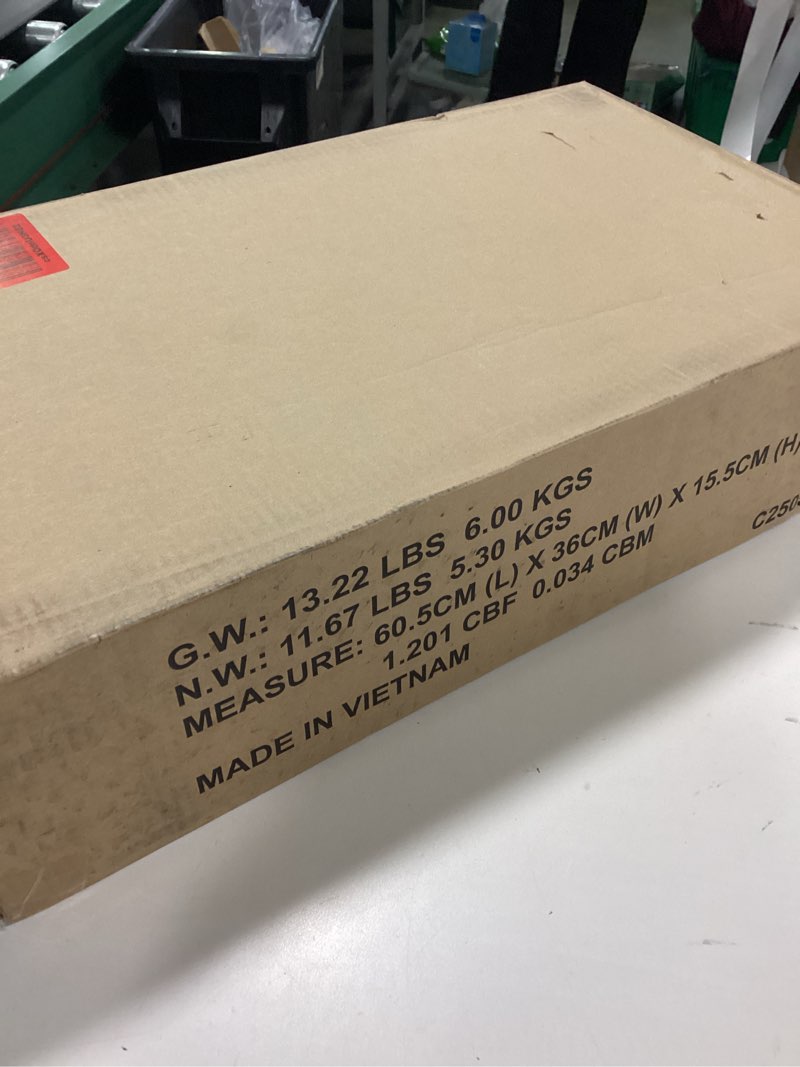 G.W.: 13.22 LBS 6.00 KGS
N.W.: 11.67 LBS 5.30 KGS
MEASURE: 60.5CM (L) X 36CM (W) X 15.5CM (H)
1.201 CBF 0.034 CBM
MADE IN VIETNAM